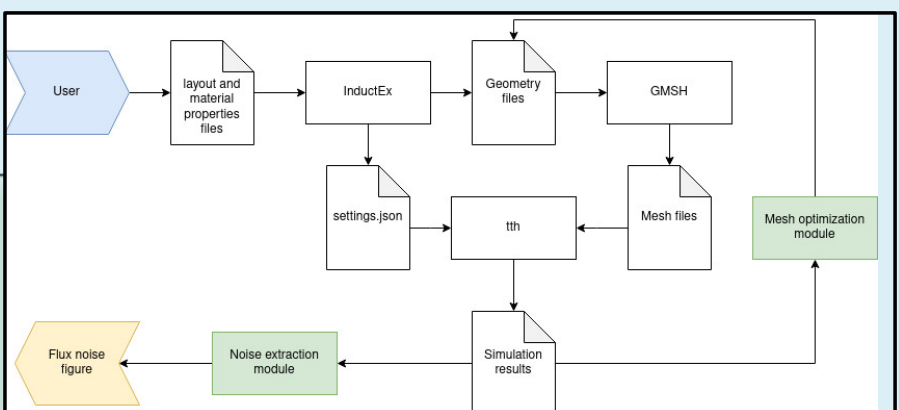 User
layout and
material
properties
files
InductEx
Geometry
files
GMSH
settings.json
tth
Mesh files
Mesh optimization
module
Flux noise
figure
Noise extraction
module
Simulation
results